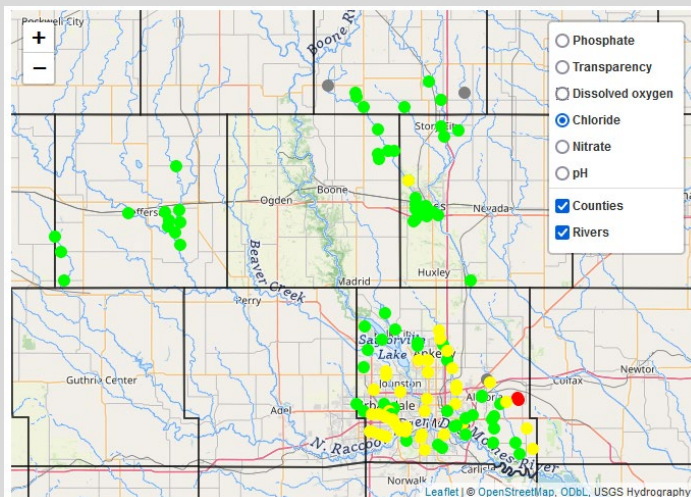 Rockwell City
Boone River
+
−
Phosphate
Transparency
Dissolved oxygen
Chloride
Nitrate
pH
Counties
Rivers
Story City
Jefferson
Ogden
Boone
Ames
Nevada
Beaver Creek
Madrid
Huxley
Perry
Saylorville
Lake
Ankeny
Guthrie Center
Johnston
Colfax
Newton
Adel
Urbandale
Altoona
N. Raccoon
Des Moines River
Norwalk
Carlisle
Leaflet | © OpenStreetMap, ODbL, USGS Hydrography